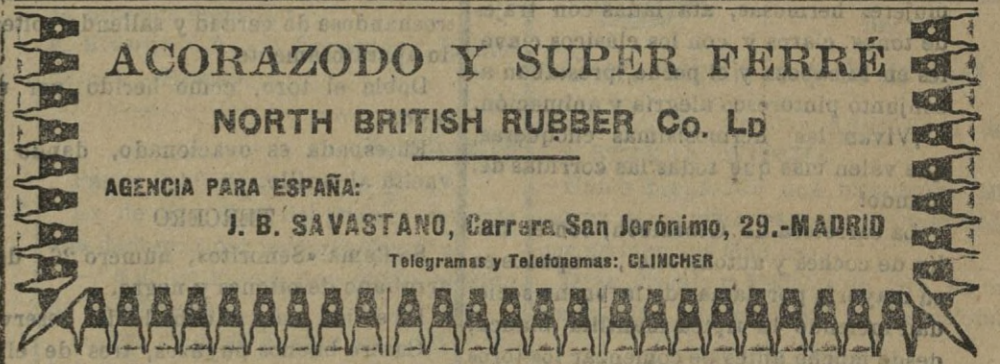 ACORAZODO Y SUPER FERRÉ
NORTH BRITISH RUBBER Co. LD
AGENCIA PARA ESPAÑA:
J. B. SAVASTANO, Carrera San Jerónimo, 29.-MADRID
Telegramas y Telefonemas: CLINCHER